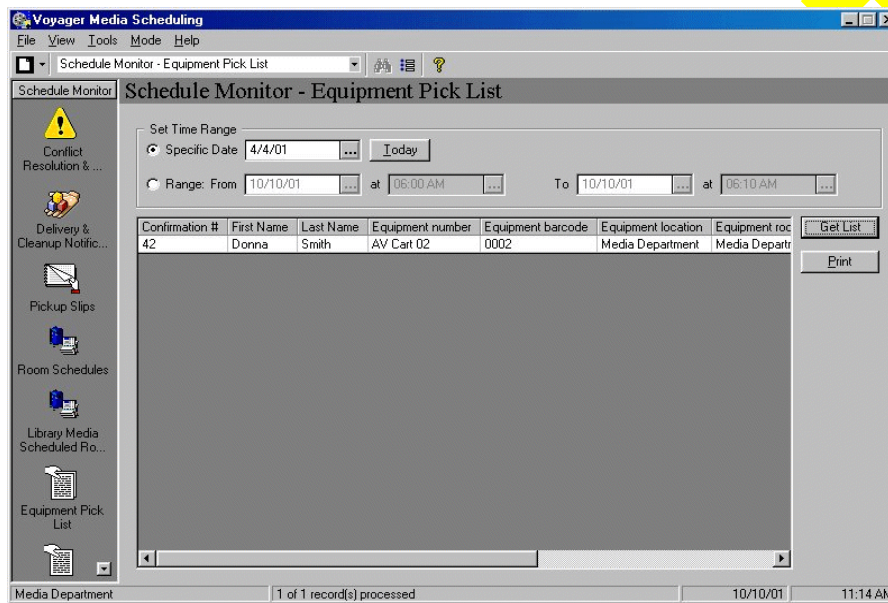 Voyager Media Scheduling
File View Tools Mode Help
Schedule Monitor - Equipment Pick List
Schedule Monitor
Schedule Monitor - Equipment Pick List
Set Time Range
Specific Date 4/4/01 ... Today
Range: From 10/10/01 ... at 06:00 AM ... To 10/10/01 ... at 06:10 AM ...
Confirmation # First Name Last Name Equipment number Equipment barcode Equipment location Equipment roc
42 Donna Smith AV Cart 02 0002 Media Department Media Departr
Get List
Print
Conflict
Resolution & ...
Delivery &
Cleanup Notific...
Pickup Slips
Room Schedules
Library Media
Scheduled Ro...
Equipment Pick
List
Media Department 1 of 1 record(s) processed 10/10/01 11:14 AM